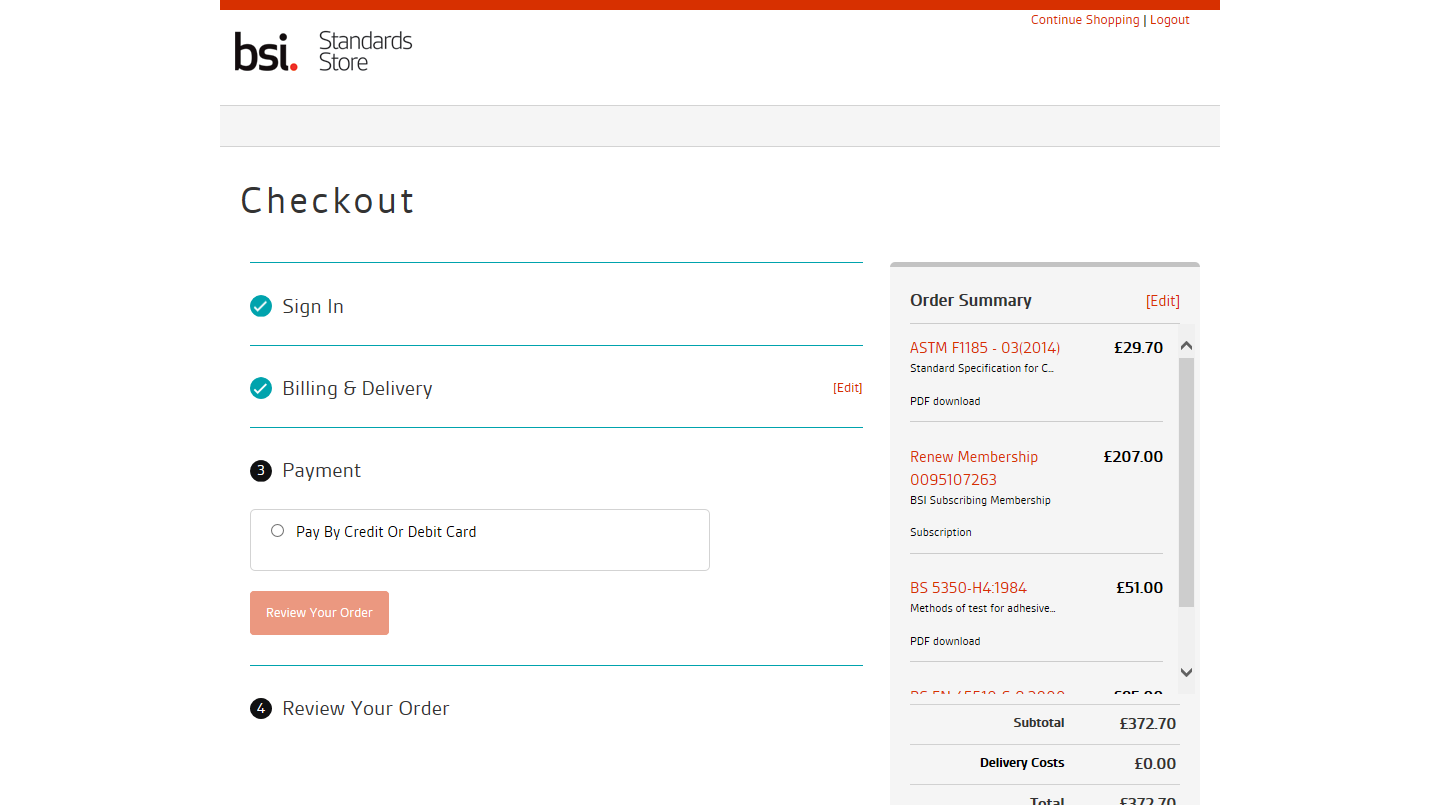 Continue Shopping | Logout
bsi. Standards
Store
Checkout
Sign In
Billing & Delivery [Edit]
3 Payment
Pay By Credit Or Debit Card
Review Your Order
4 Review Your Order
Order Summary [Edit]
ASTM F1185 - 03(2014) £29.70
Standard Specification for C...
PDF download
Renew Membership £207.00
0095107263
BSI Subscribing Membership
Subscription
BS 5350-H4:1984 £51.00
Methods of test for adhesive...
PDF download
Subtotal £372.70
Delivery Costs £0.00
Total £372.70